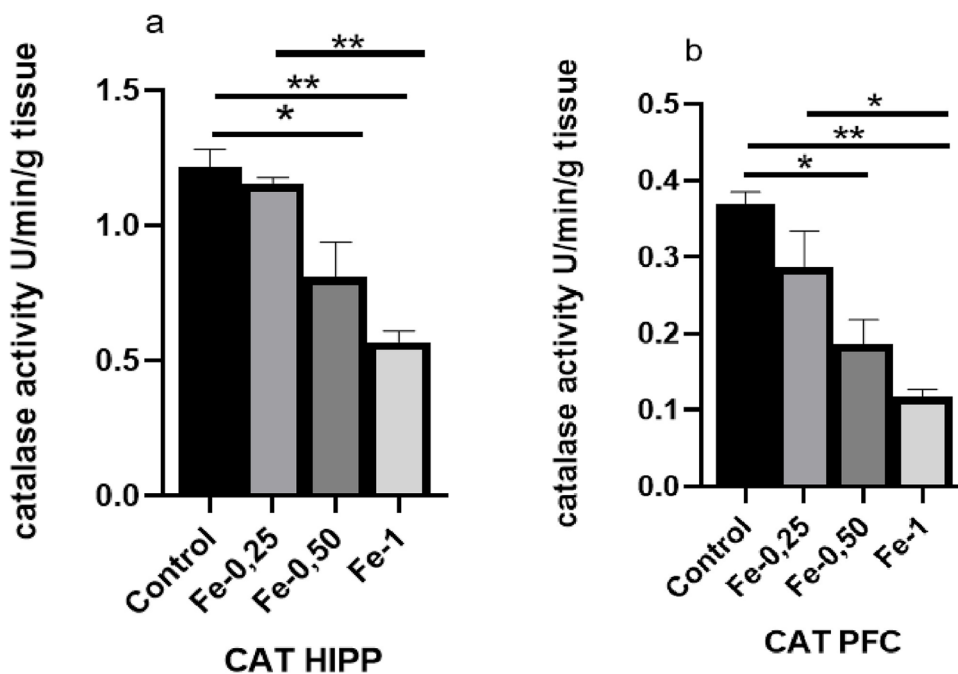 a
catalase activity U/min/g tissue
**
**
*
1.5
1.0
0.5
0.0
Control
Fe-0,25
Fe-0,50
Fe-1
CAT HIPP
b
catalase activity U/min/g tissue
*
**
*
0.5
0.4
0.3
0.2
0.1
0.0
Control
Fe-0,25
Fe-0,50
Fe-1
CAT PFC